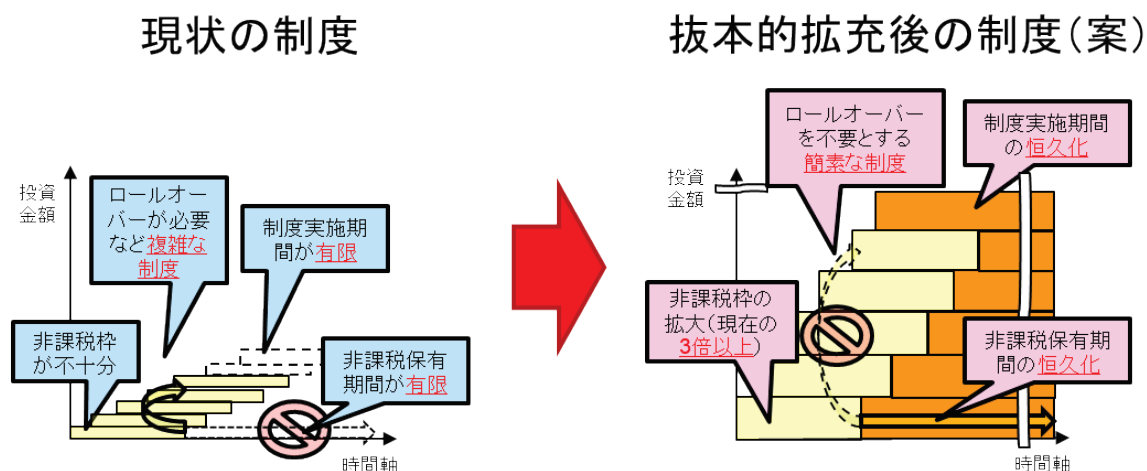 現状の制度
抜本的拡充後の制度（案）
投資
金額
ロールオー
バーが必要
など複雑な
制度
制度実施期
間が有限
非課税枠
が不十分
非課税保有
期間が有限
時間軸
投資
金額
ロールオーバー
を不要とする
簡素な制度
制度実施期間
の恒久化
非課税枠の
拡大（現在の
3倍以上）
非課税保有期
間の恒久化
時間軸